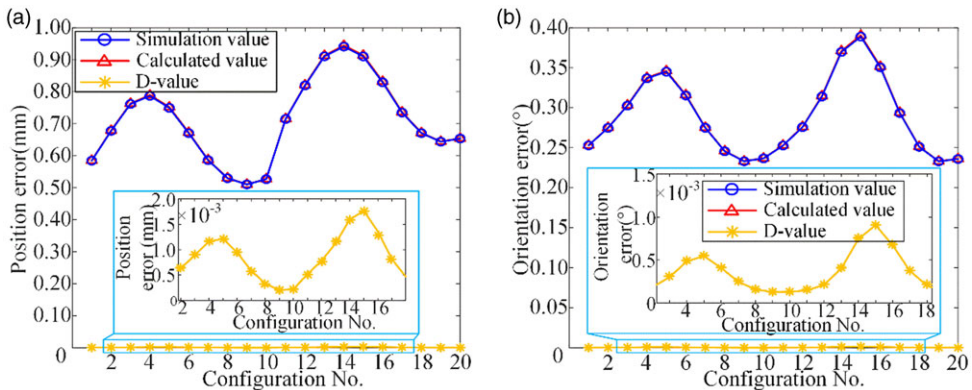 (a)
1.00
0.90
0.80
0.70
0.60
0.50
0.40
0.30
0.20
0.10
0
Position error(mm)
Simulation value
Calculated value
D-value
2.0
×10-3
1.5
1.0
0.5
0
Position
error (mm)
2 4 6 8 10 12 14 16
Configuration No.
2 4 6 8 10 12 14 16 18 20
Configuration No.
(b)
0.40
0.35
0.30
0.25
0.20
0.15
0.10
0.05
0
Orientation error(°)
1.5
×10-3
1.0
0.5
0
Orientation
error(°)
Simulation value
Calculated value
D-value
4 6 8 10 12 14 16 18
Configuration No.
2 4 6 8 10 12 14 16 18 20
Configuration No.